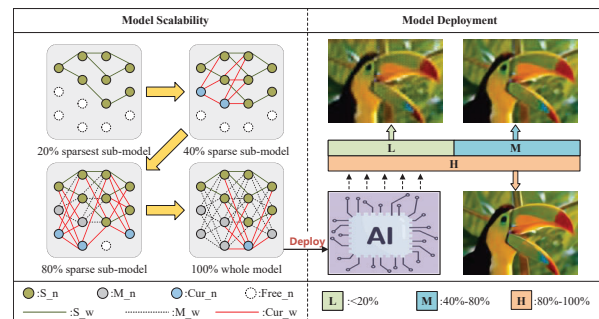 Model Scalability
Model Deployment
20% sparsest sub-model
40% sparse sub-model
80% sparse sub-model
100% whole model
Deploy
L
M
H
AI
:S_n
:M_n
:Cur_n
:Free_n
:S_w
:M_w
:Cur_w
L :<20%
M :40%-80%
H :80%-100%